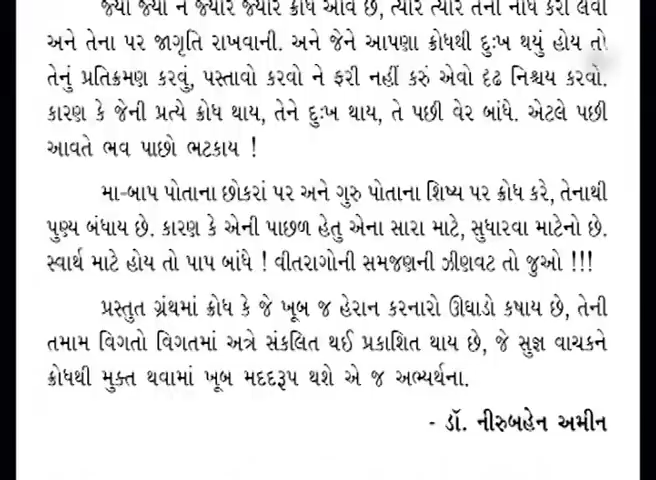 જ્યાં જ્યાં ને જ્યારે જ્યારે ક્રોધ આવે છે, ત્યારે ત્યારે તેની નોંધ કરી લેવી
અને તેના પર જાગૃતિ રાખવાની. અને જેને આપણા ક્રોધથી દુઃખ થયું હોય તો
તેનું પ્રતિક્રમણ કરવું, પસ્તાવો કરવો ને ફરી નહીં કરું એવો દ્રઢ નિશ્ચય કરવો.
કારણ કે જેની પ્રત્યે ક્રોધ થાય, તેને દુઃખ થાય, તે પછી વેર બાંધે. એટલે પછી
આવતે ભવ પાછો ભટકાય !
મા-બાપ પોતાના છોકરાં પર અને ગુરુ પોતાના શિષ્ય પર ક્રોધ કરે, તેનાથી
પુણ્ય બંધાય છે. કારણ કે એની પાછળ હેતુ એના સારા માટે, સુધારવા માટેનો છે.
સ્વાર્થ માટે હોય તો પાપ બાંધે ! વીતરાગોની સમજણની ઝીણવટ તો જુઓ !!!
પ્રસ્તુત ગ્રંથમાં ક્રોધ કે જે ખૂબ જ હેરાન કરનારો ઊઘાડો કષાય છે, તેની
તમામ વિગતો વિગતમાં અત્રે સંકલિત થઈ પ્રકાશિત થાય છે, જે સુજ્ઞ વાચકને
ક્રોધથી મુક્ત થવામાં ખૂબ મદદરૂપ થશે એ જ અભ્યર્થના.
- ડૉ. નીરુબહેન અમીન